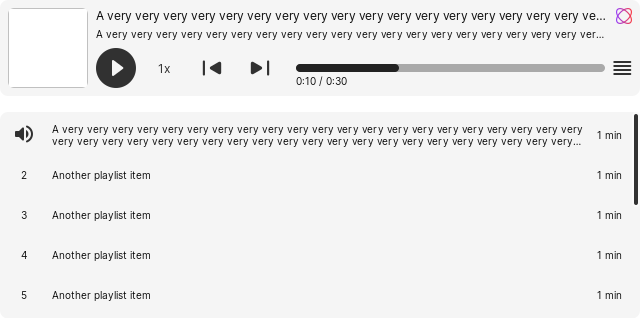 A very very very very very very very very very very very very very very very very very ve...
A very very very very very very very very very very very very very very very very very very very ver...
1x
0:10 / 0:30
A very very very very very very very very very very very very very very very very very very very very very
very very very very very very very very very very very very very very very very very very very very very...
1 min
2 Another playlist item 1 min
3 Another playlist item 1 min
4 Another playlist item 1 min
5 Another playlist item 1 min